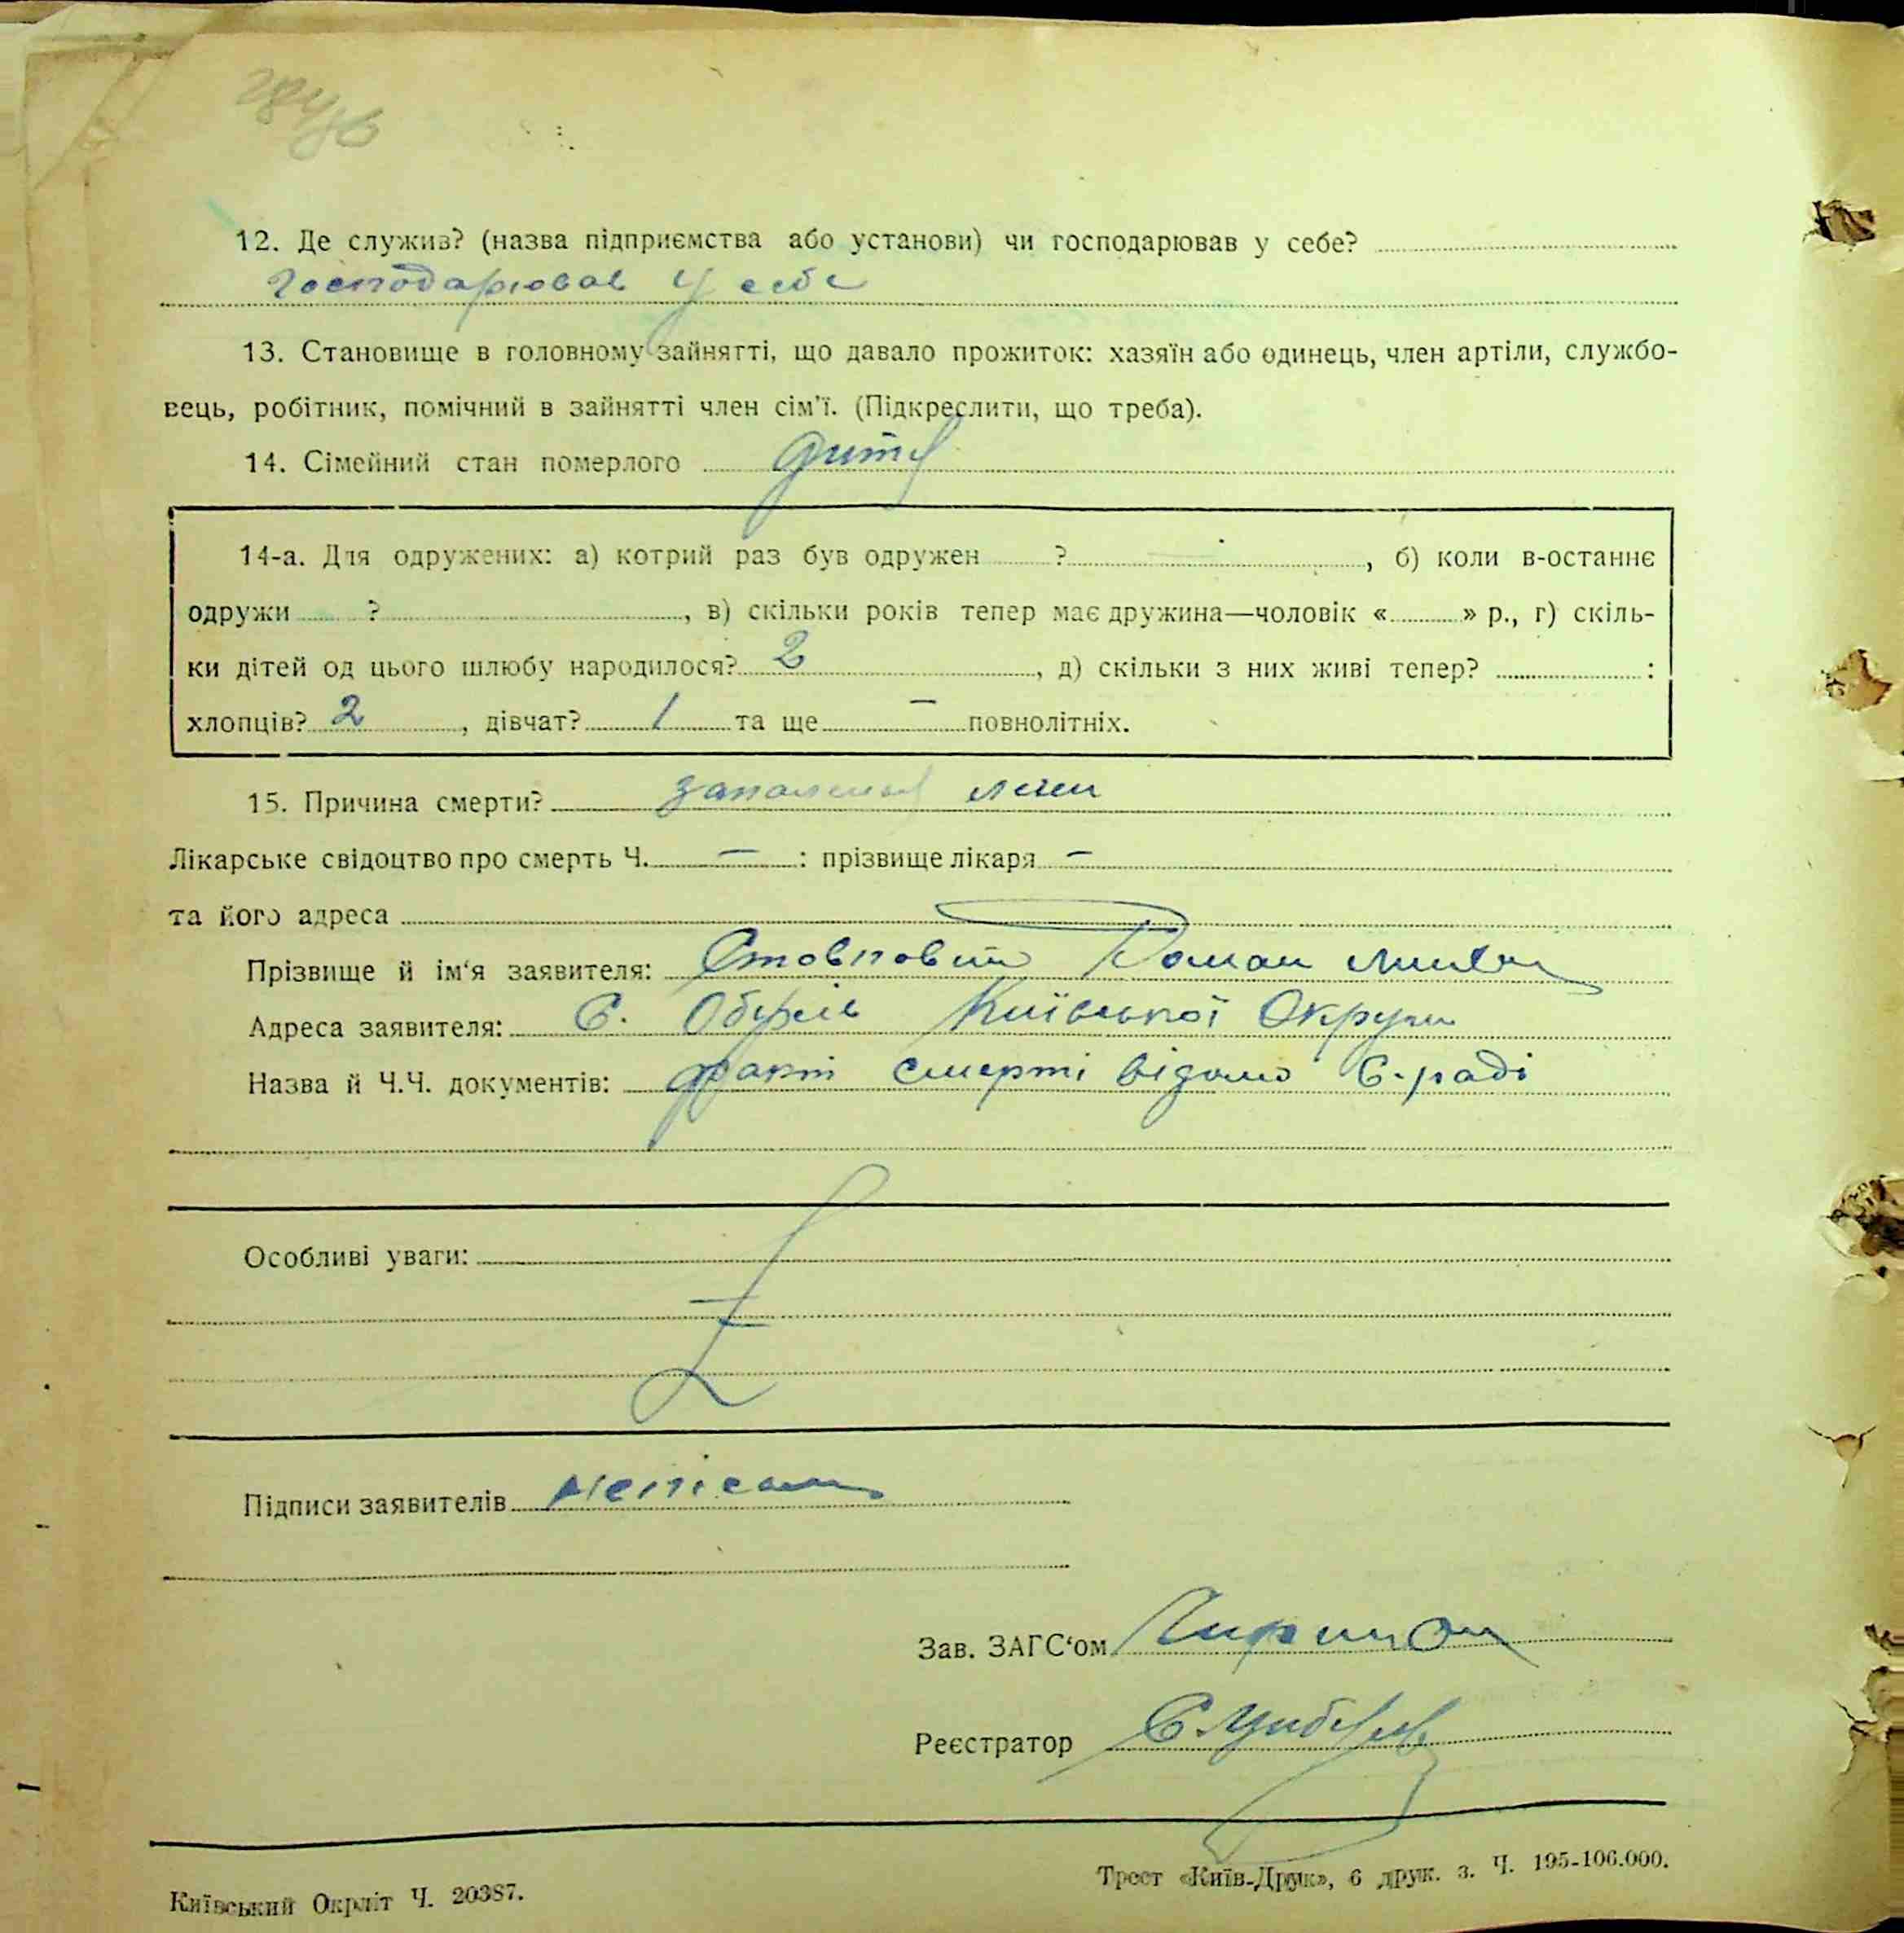 12. Де служив? (назва підприємства або установи) чи господарював у себе?
господарював у себе
13. Становище в головному зайнятті, що давало прожиток: хазяїн або одинець, член артіли, службо-
вець, робітник, помічний в зайнятті член сім'ї. (Підкреслити, що треба).
14. Сімейний стан померлого дитя
14-а. Для одружених: а) котрий раз був одружен ? , б) коли в-останнє
одружи ? , в) скільки років тепер має дружина—чоловік « » р., г) скіль-
ки дітей од цього шлюбу народилося? 2 , д) скільки з них живі тепер? :
хлопців? 2 , дівчат? 1 та ще – повнолітніх.
15. Причина смерти? запалення
Лікарське свідоцтво про смерть Ч. – : прізвище лікаря –
та його адреса
Прізвище й ім'я заявителя: Стовповий Роман
Адреса заявителя: С. Київської Округи
Назва й Ч.Ч. документів: факт смерті відомо С-раді
Особливі уваги:
Підписи заявителів
Зав. ЗАГС'ом
Реєстратор
Київський Окрліт Ч. 20387.
Трест «Київ-Друк», 6 друк. з. Ч. 195-106.000.